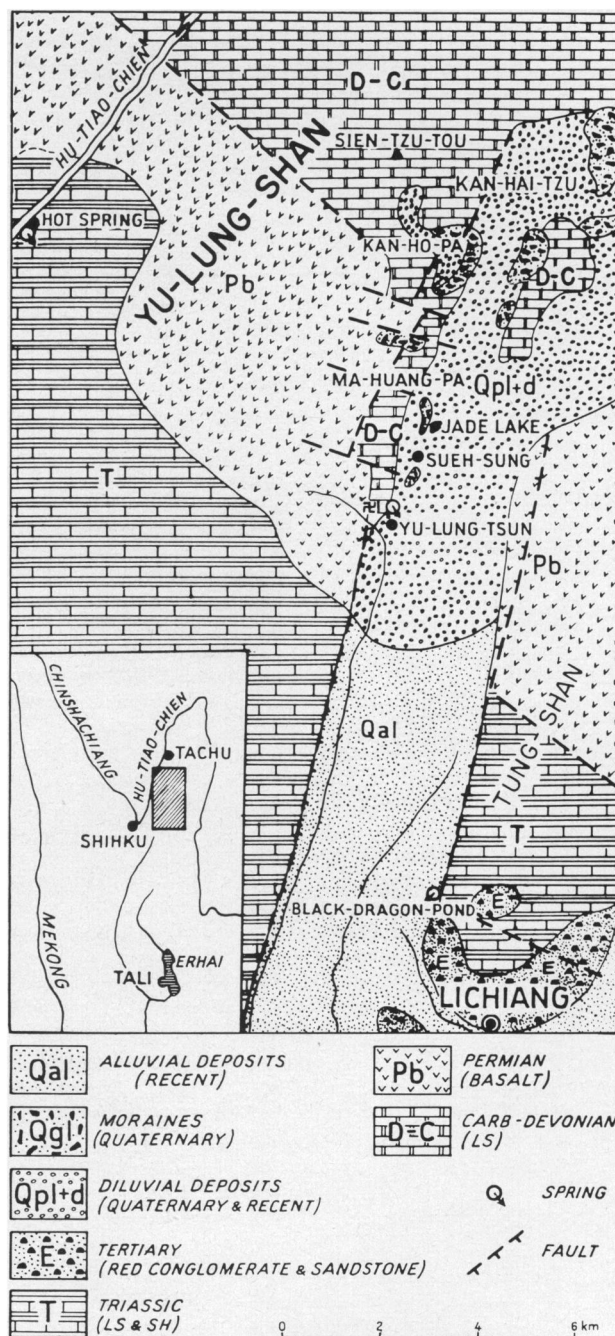 D-C
HU-TIAO-CHIEN
SIEN-TZU-TOU
KAN-HAI-TZU
YU-LUNG-SHAN
HOT SPRING
KAN-HO-PA
D-C
Pb
MA-HUANG-PA
Qpl+d
JADE LAKE
D-C
SUEH-SUNG
T
YU-LUNG-TSUN
Pb
Qal
TUNG-SHAN
T
CHINSHACHIANG
HU-TIAO-CHIEN
TACHU
SHIHKU
MEKONG
ERHAI
TALI
BLACK-DRAGON-POND
E
E
E
LICHIANG
Qal ALLUVIAL DEPOSITS
(RECENT)
Pb PERMIAN
(BASALT)
Qgl MORAINES
(QUATERNARY)
D=C CARB-DEVONIAN
(LS)
Qpl+d DILUVIAL DEPOSITS
(QUATERNARY & RECENT)
SPRING
E TERTIARY
(RED CONGLOMERATE & SANDSTONE)
FAULT
T TRIASSIC
(LS & SH)
0 2 4 6 km